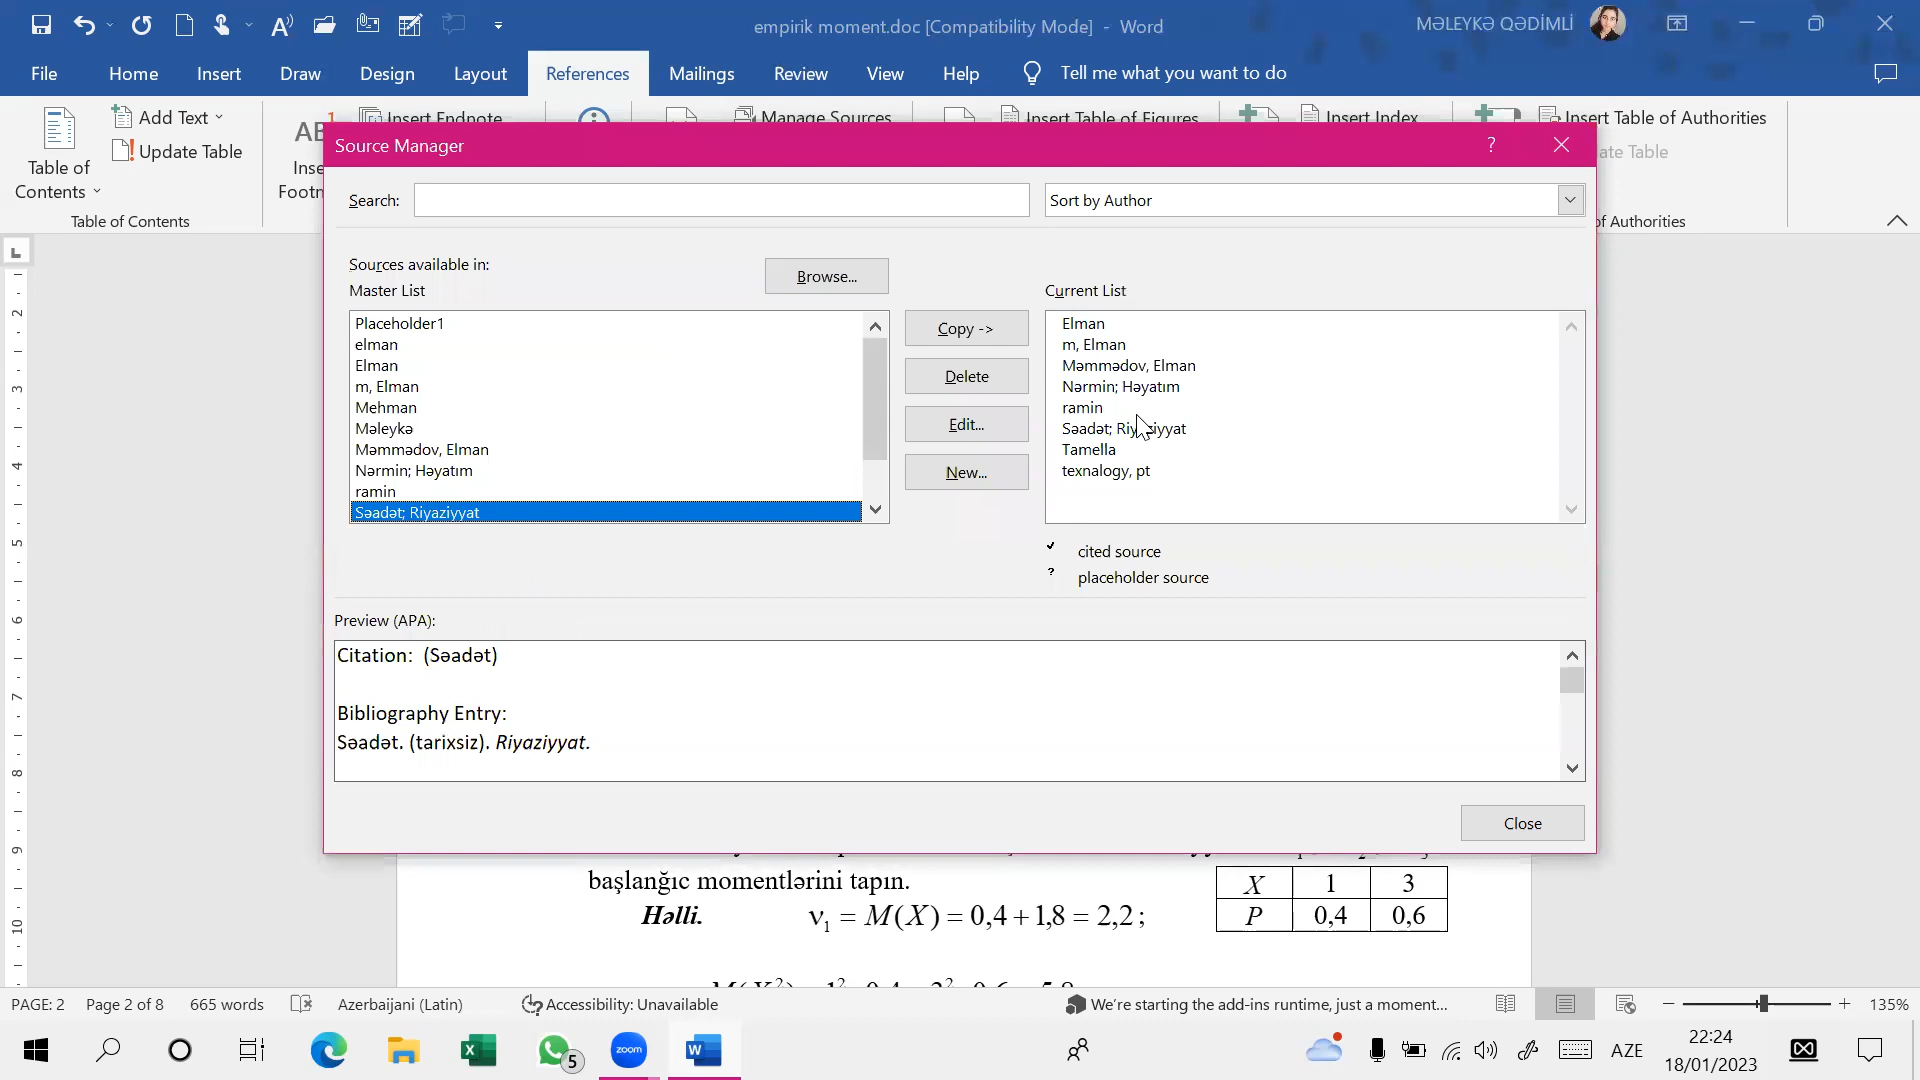 empirik moment.doc [Compatibility Mode] - Word
MƏLEYKƏ QƏDİMLİ
File Home Insert Draw Design Layout References Mailings Review View Help Tell me what you want to do
Table of Contents
Add Text
Update Table
Table of Contents
Insert Endnote
Manage Sources
Insert Table of Figures
Insert Index
Insert Table of Authorities
Source Manager
Search:
Sort by Author
Sources available in:
Master List
Browse...
Current List
Placeholder1
elman
Elman
m, Elman
Mehman
Məleykə
Məmmədov, Elman
Nərmin; Həyatım
ramin
Səadət; Riyaziyyat
Copy ->
Delete
Edit...
New...
Elman
m, Elman
Məmmədov, Elman
Nərmin; Həyatım
ramin
Səadət; Riyaziyyat
Tamella
texnalogy, pt
cited source
placeholder source
Preview (APA):
Citation: (Səadət)
Bibliography Entry:
Səadət. (tarixsiz). Riyaziyyat.
Close
başlanğıc momentlərini tapın.
Həlli. ν₁ = M(X) = 0,4 + 1,8 = 2,2 ;
X 1 3
P 0,4 0,6
PAGE: 2 Page 2 of 8 665 words Azerbaijani (Latin) Accessibility: Unavailable We're starting the add-ins runtime, just a moment... 135%
zoom
5
AZE
22:24
18/01/2023